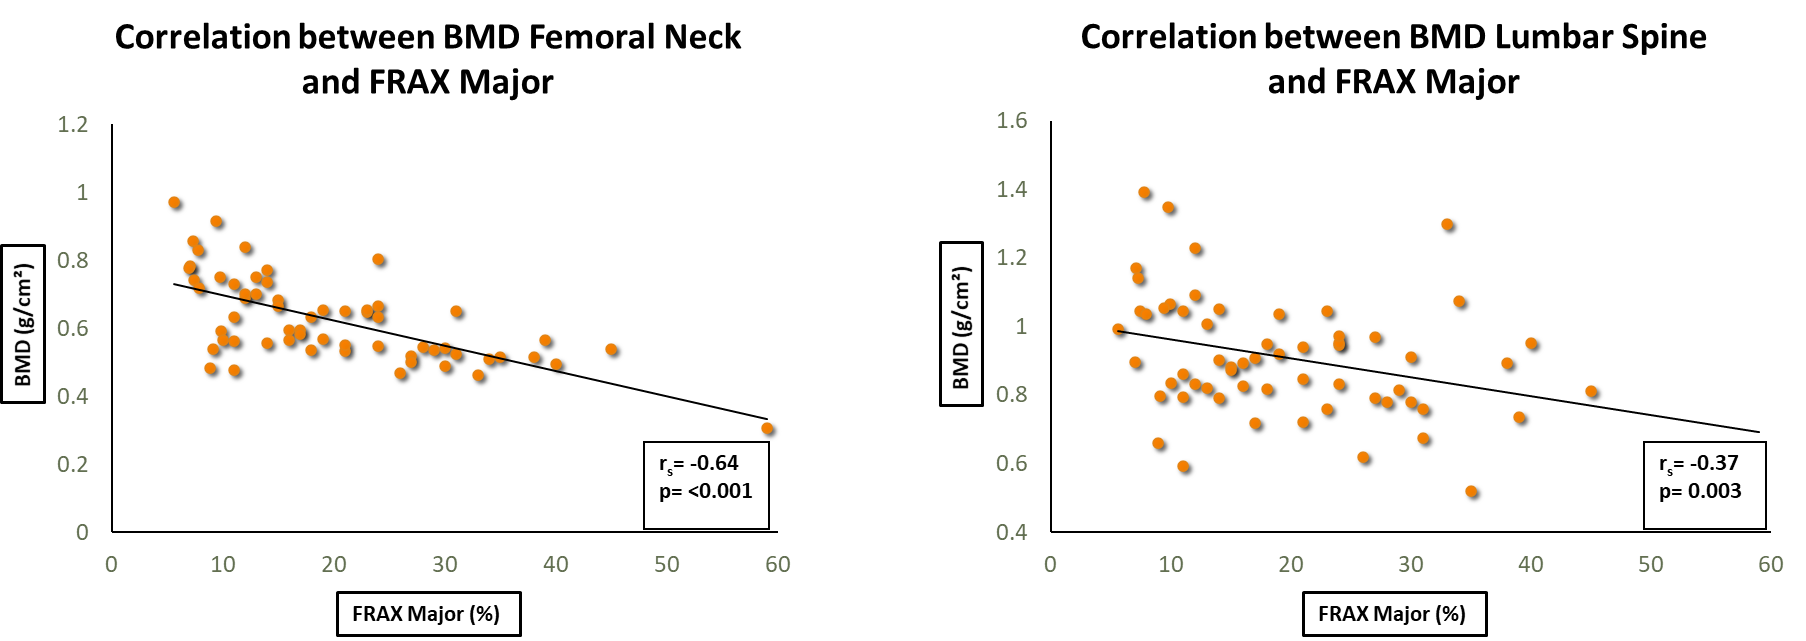 Correlation between BMD Femoral Neck
and FRAX Major
1.2
1
0.8
0.6
0.4
0.2
0
0
10
20
30
40
50
60
BMD (g/cm²)
FRAX Major (%)
rs= -0.64
p= <0.001
Correlation between BMD Lumbar Spine
and FRAX Major
1.6
1.4
1.2
1
0.8
0.6
0.4
0
10
20
30
40
50
60
BMD (g/cm²)
FRAX Major (%)
rs= -0.37
p= 0.003